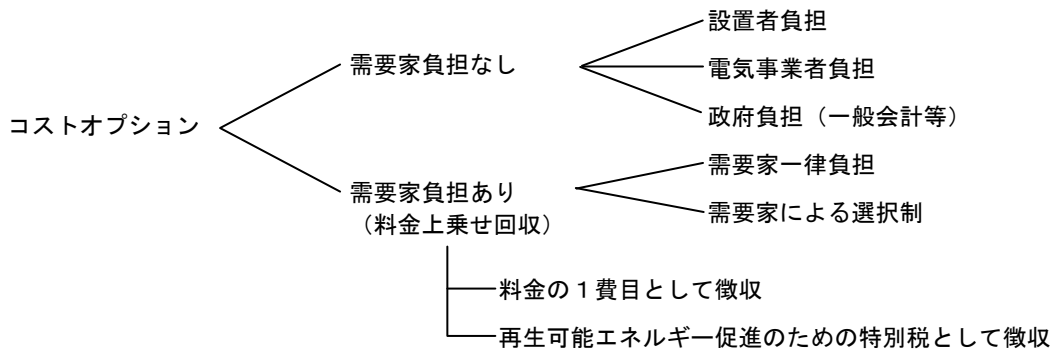 設置者負担
需要家負担なし
電気事業者負担
政府負担（一般会計等）
コストオプション
需要家一律負担
需要家負担あり
（料金上乗せ回収）
需要家による選択制
料金の１費目として徴収
再生可能エネルギー促進のための特別税として徴収